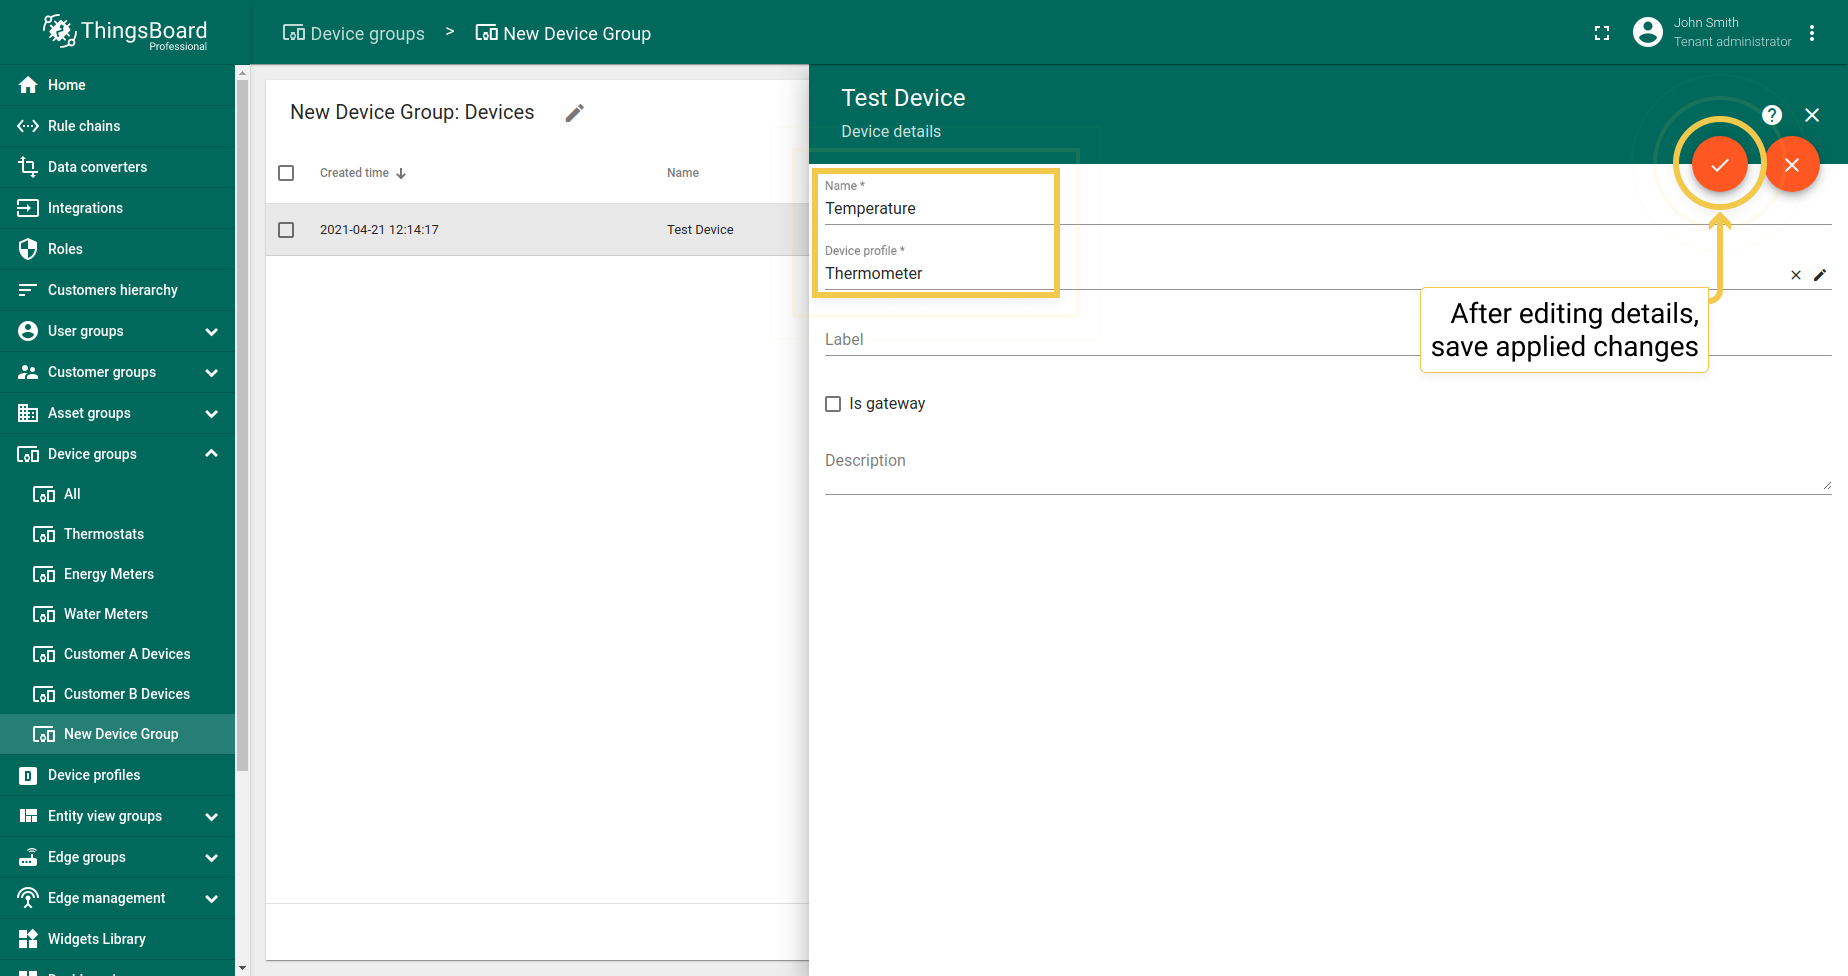 ThingsBoard
Professional
Device groups > New Device Group
John Smith
Tenant administrator
Home
Rule chains
Data converters
Integrations
Roles
Customers hierarchy
User groups
Customer groups
Asset groups
Device groups
All
Thermostats
Energy Meters
Water Meters
Customer A Devices
Customer B Devices
New Device Group
Device profiles
Entity view groups
Edge groups
Edge management
Widgets Library
New Device Group: Devices
Created time
Name
2021-04-21 12:14:17
Test Device
Test Device
Device details
Name *
Temperature
Device profile *
Thermometer
Label
Is gateway
Description
After editing details,
save applied changes